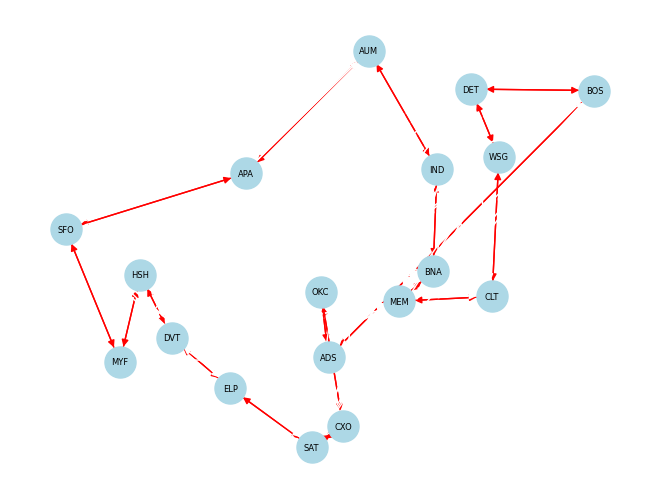 AUM
DET
BOS
WSG
IND
APA
SFO
BNA
HSH
OKC
CLT
MEM
DVT
ADS
MYF
ELP
CXO
SAT